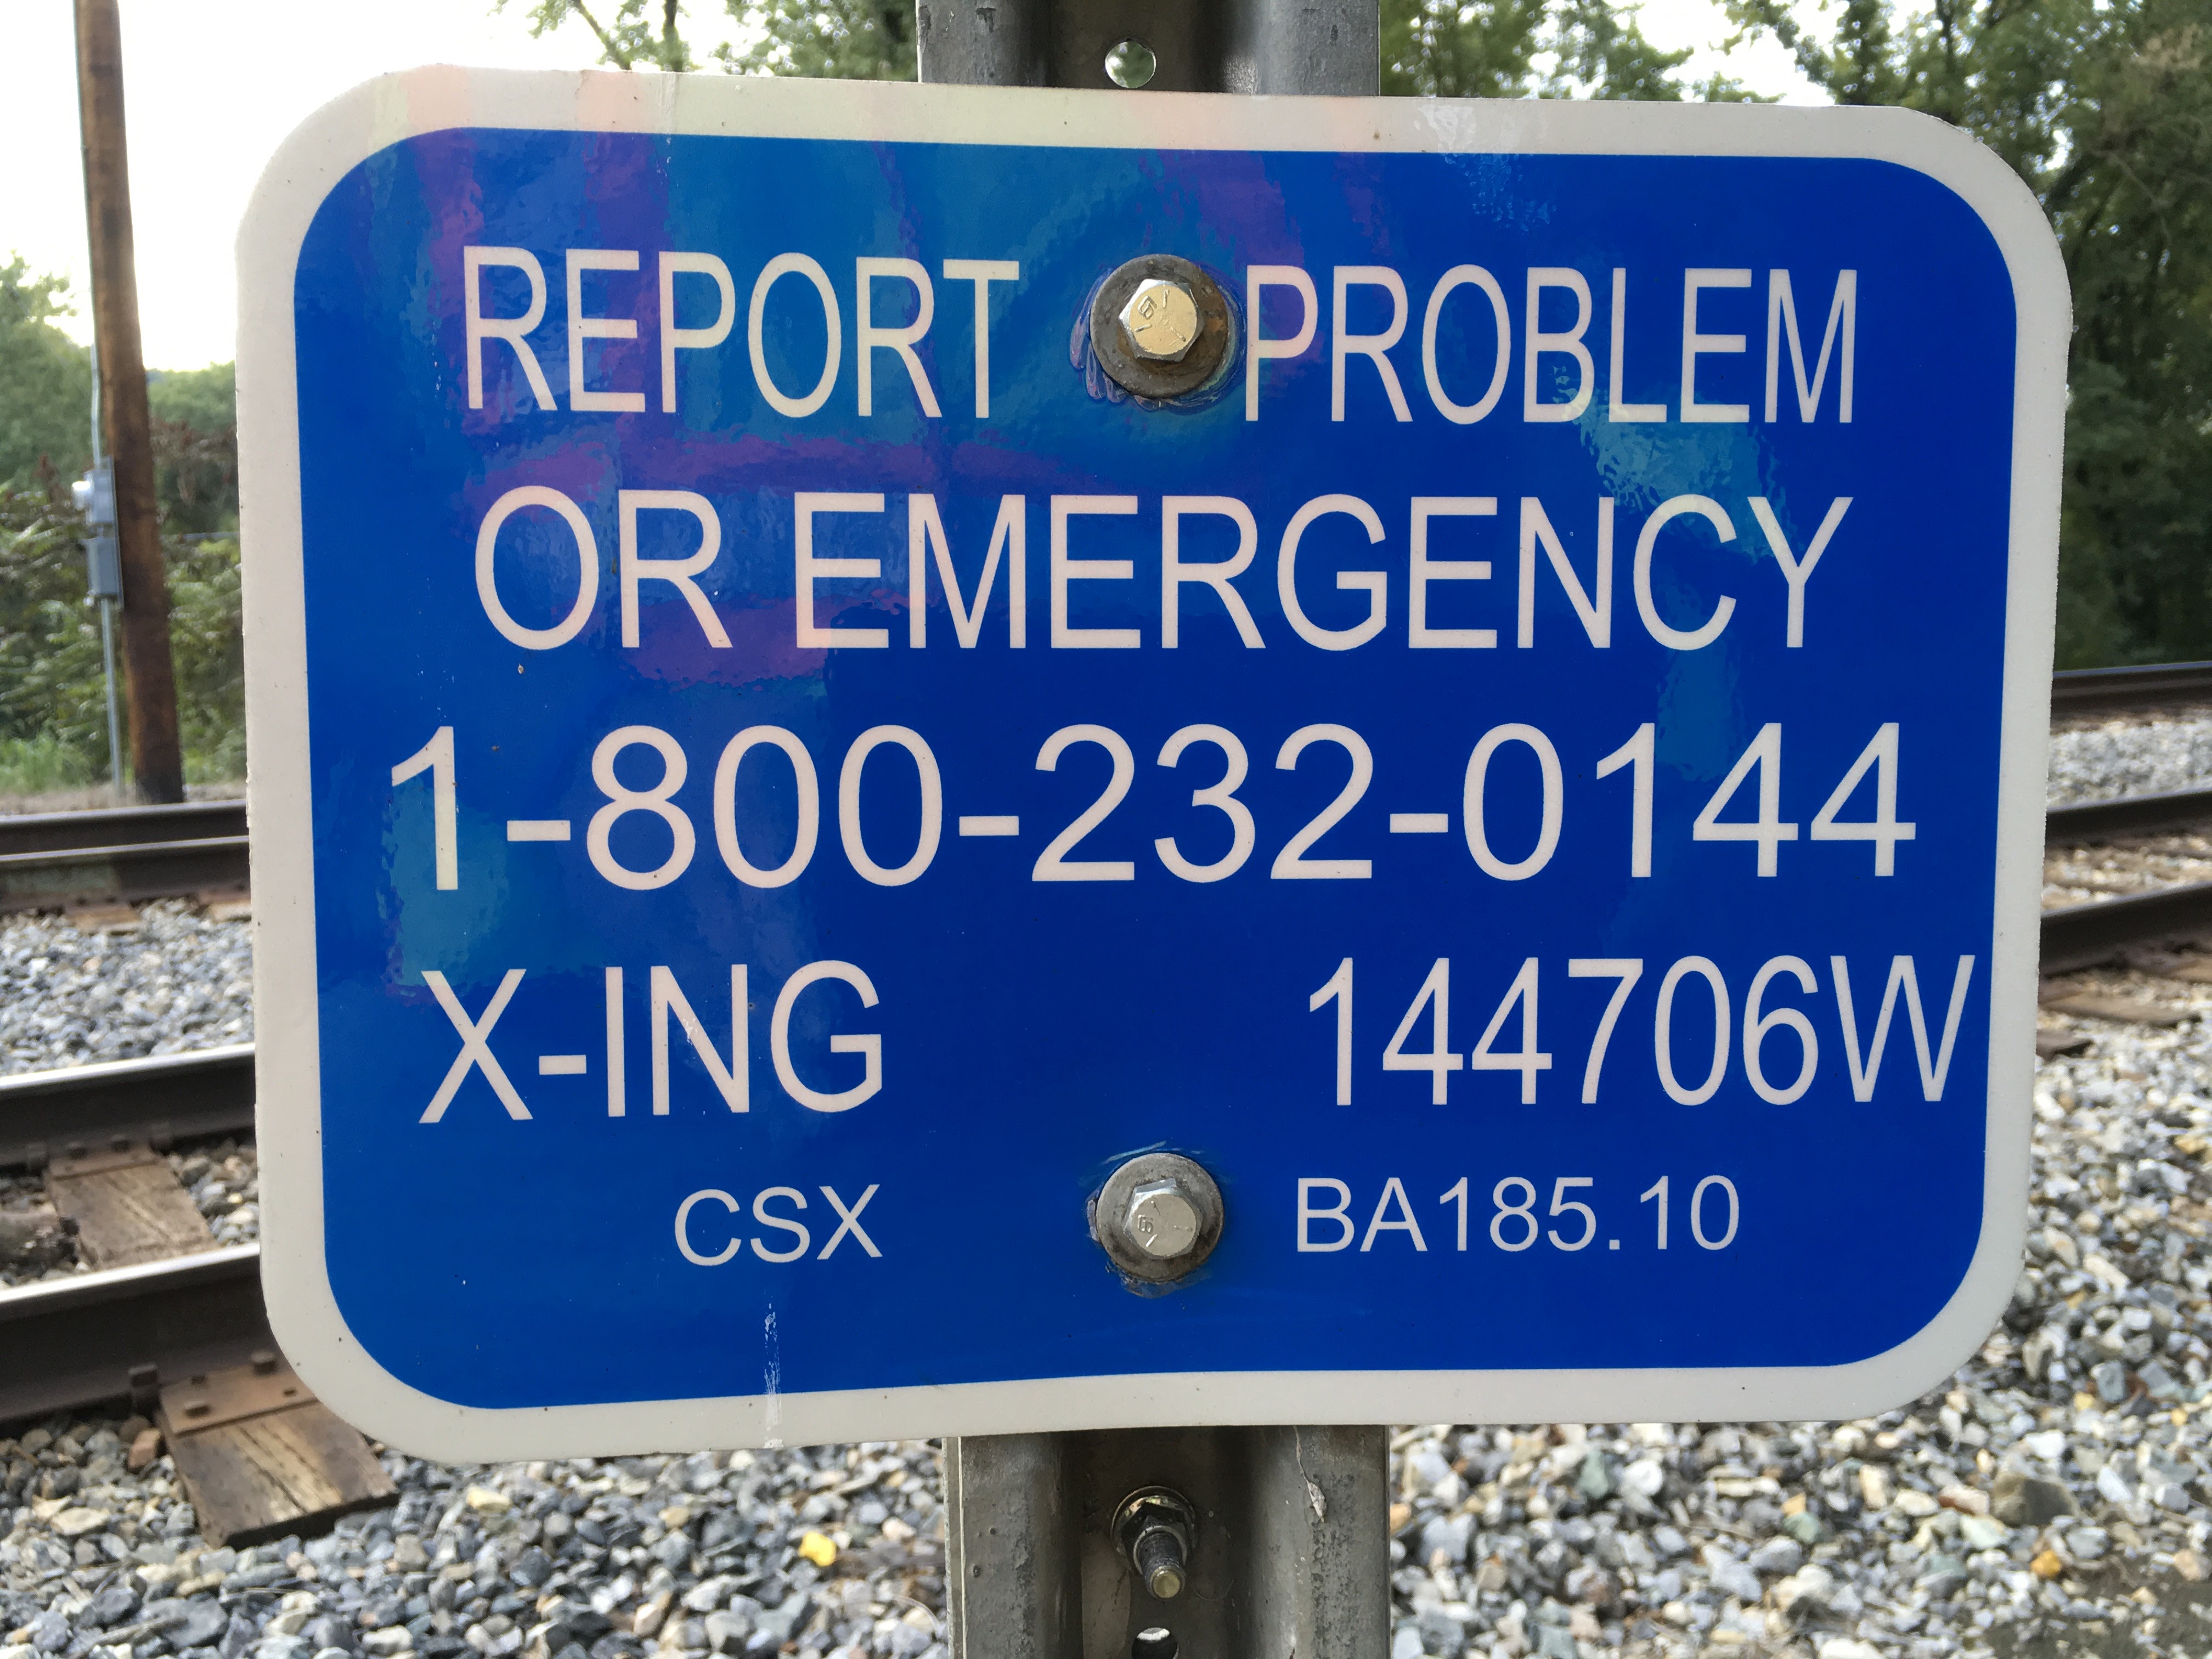 REPORT PROBLEM
OR EMERGENCY
1-800-232-0144
X-ING 144706W
CSX BA185.10